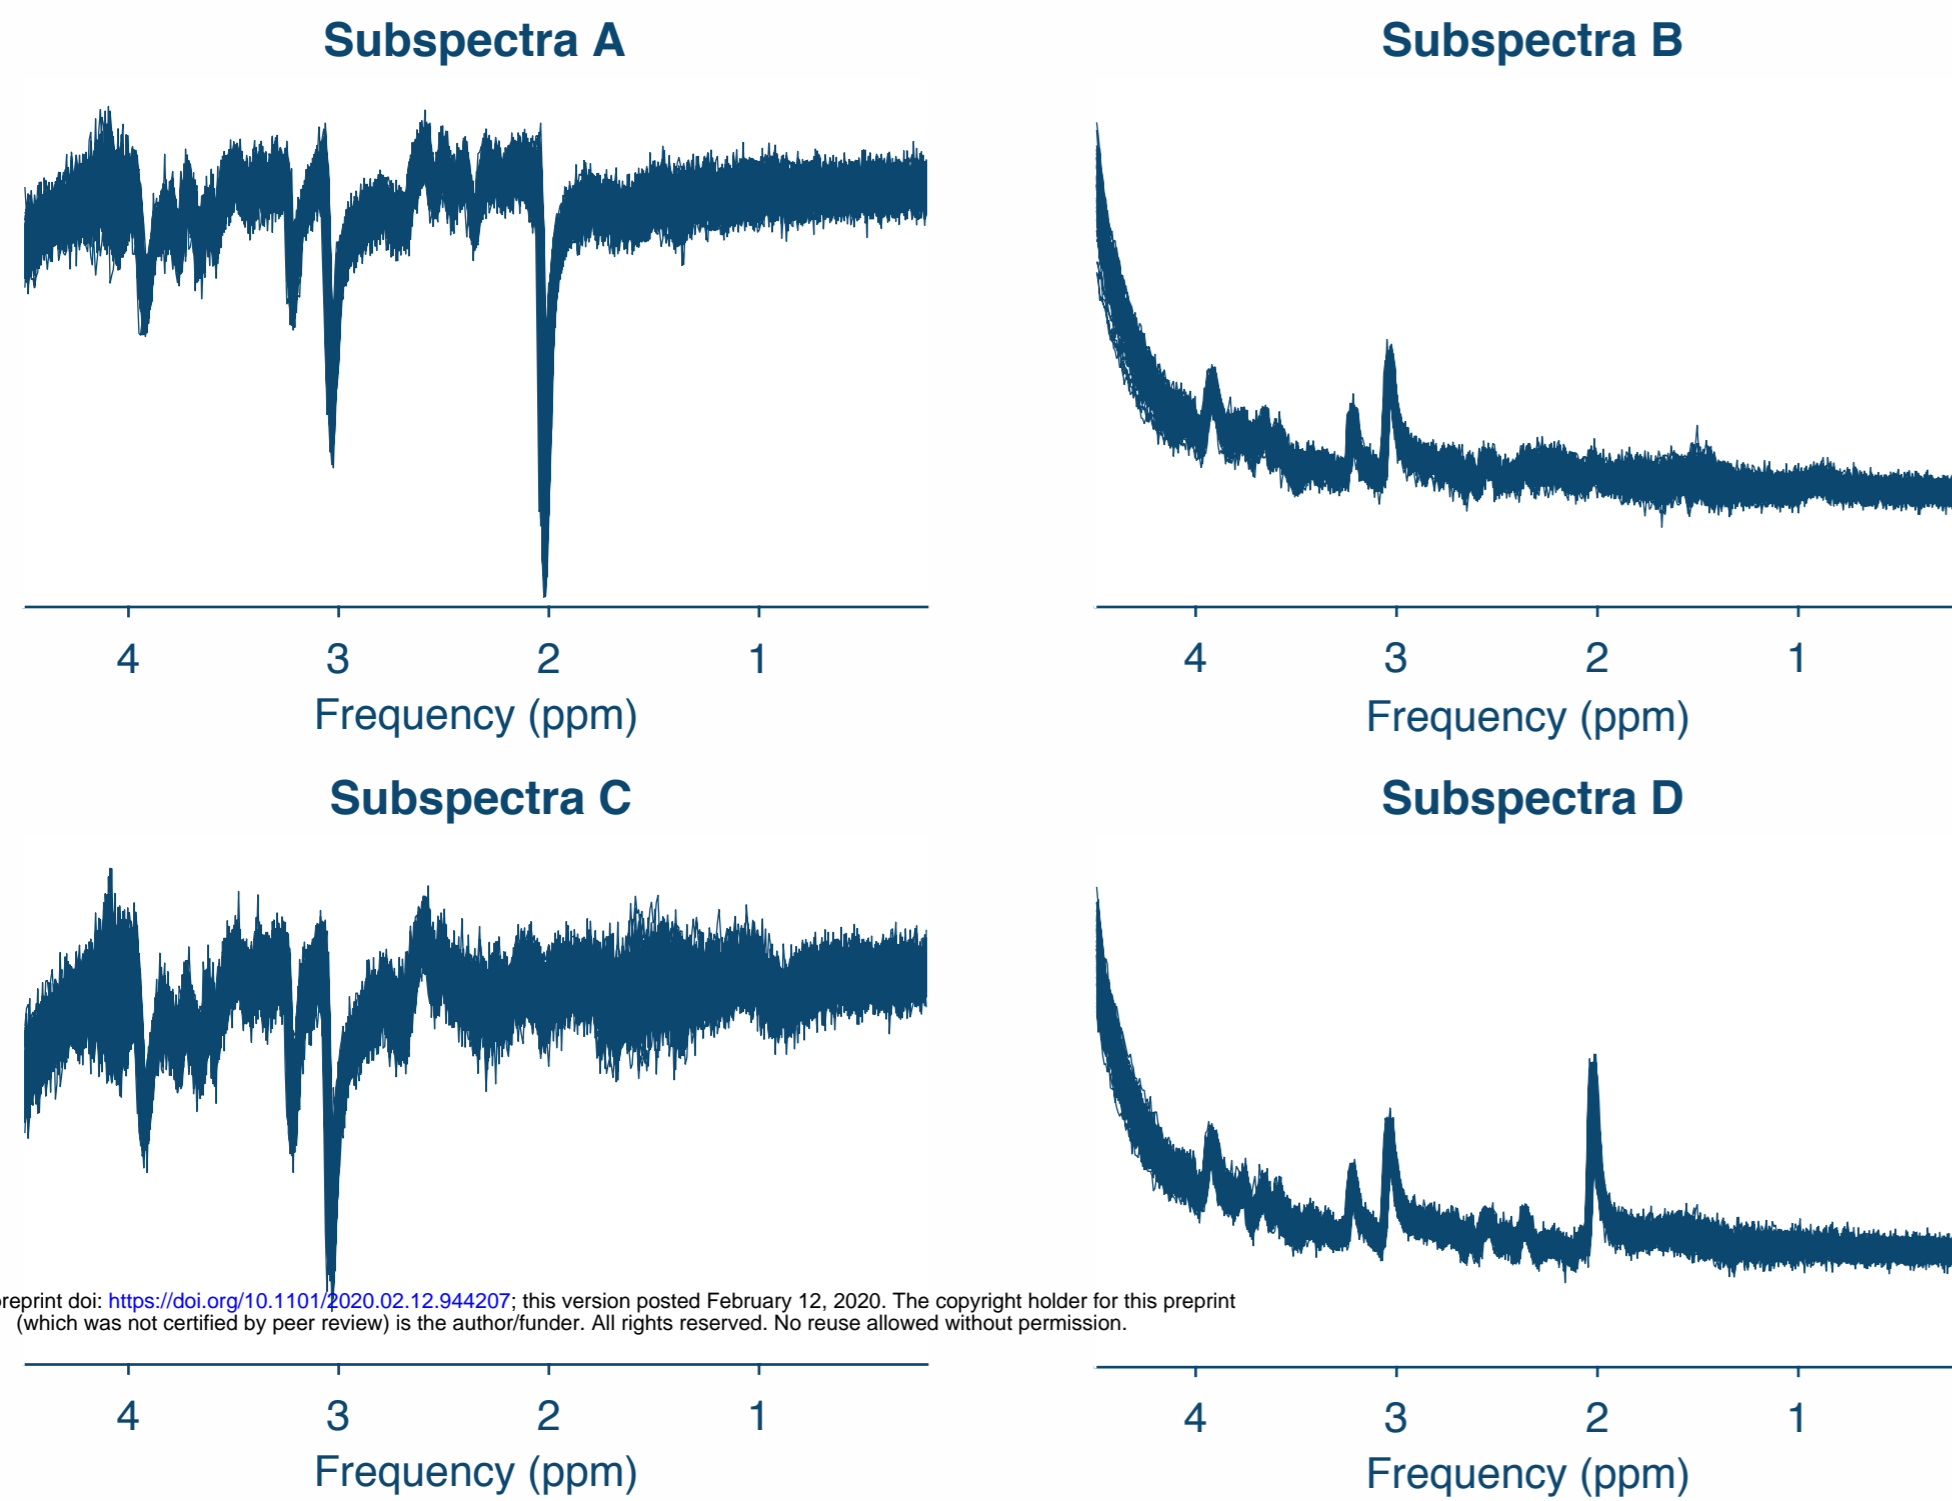 Subspectra A
Subspectra B
4 3 2 1
Frequency (ppm)
4 3 2 1
Frequency (ppm)
Subspectra C
Subspectra D
reprint doi: https://doi.org/10.1101/2020.02.12.944207; this version posted February 12, 2020. The copyright holder for this preprint
(which was not certified by peer review) is the author/funder. All rights reserved. No reuse allowed without permission.
4 3 2 1
Frequency (ppm)
4 3 2 1
Frequency (ppm)